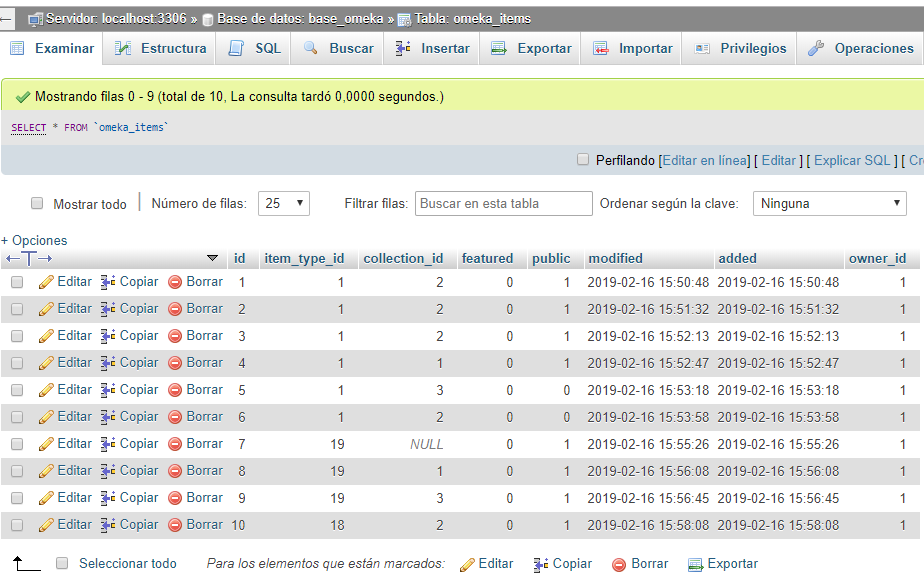 Servidor: localhost:3306 » Base de datos: base_omeka » Tabla: omeka_items
Examinar Estructura SQL Buscar Insertar Exportar Importar Privilegios Operaciones
Mostrando filas 0 - 9 (total de 10, La consulta tardó 0,0000 segundos.)
SELECT * FROM `omeka_items`
Perfilando [Editar en línea] [ Editar ] [ Explicar SQL ] [ Cr
Mostrar todo Número de filas: 25 Filtrar filas: Buscar en esta tabla Ordenar según la clave: Ninguna
+ Opciones
←T→ id item_type_id collection_id featured public modified added owner_id
Editar Copiar Borrar 1 1 2 0 1 2019-02-16 15:50:48 2019-02-16 15:50:48 1
Editar Copiar Borrar 2 1 2 0 1 2019-02-16 15:51:32 2019-02-16 15:51:32 1
Editar Copiar Borrar 3 1 2 0 1 2019-02-16 15:52:13 2019-02-16 15:52:13 1
Editar Copiar Borrar 4 1 1 0 1 2019-02-16 15:52:47 2019-02-16 15:52:47 1
Editar Copiar Borrar 5 1 3 0 0 2019-02-16 15:53:18 2019-02-16 15:53:18 1
Editar Copiar Borrar 6 1 2 0 0 2019-02-16 15:53:58 2019-02-16 15:53:58 1
Editar Copiar Borrar 7 19 NULL 0 1 2019-02-16 15:55:26 2019-02-16 15:55:26 1
Editar Copiar Borrar 8 19 1 0 1 2019-02-16 15:56:08 2019-02-16 15:56:08 1
Editar Copiar Borrar 9 19 3 0 1 2019-02-16 15:56:45 2019-02-16 15:56:45 1
Editar Copiar Borrar 10 18 2 0 1 2019-02-16 15:58:08 2019-02-16 15:58:08 1
Seleccionar todo Para los elementos que están marcados: Editar Copiar Borrar Exportar